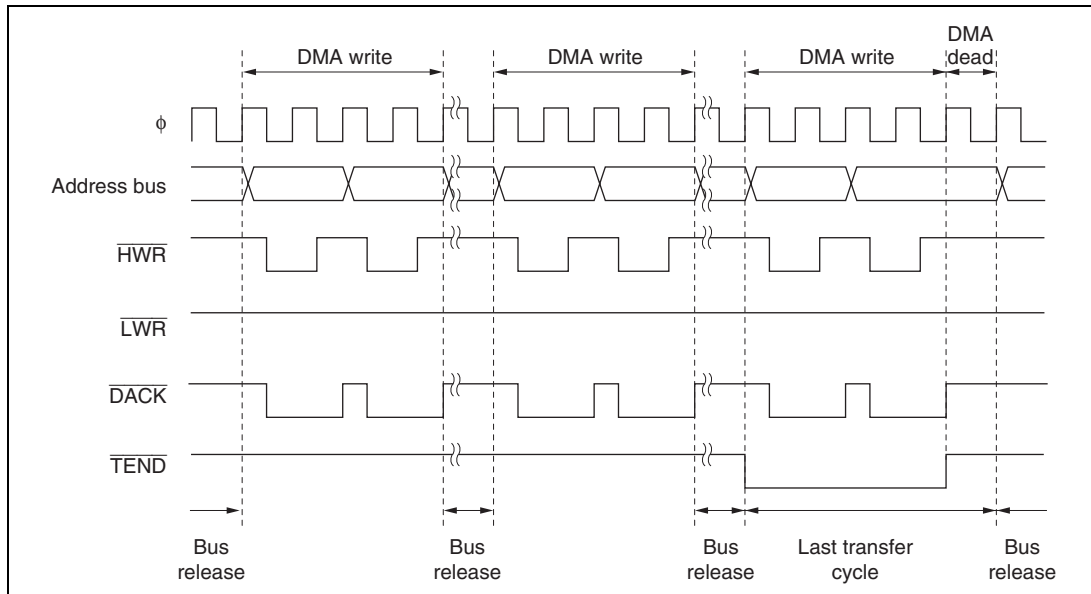 DMA write
DMA write
DMA write
DMA
dead
ϕ
Address bus
HWR
LWR
DACK
TEND
Bus
release
Bus
release
Bus
release
Last transfer
cycle
Bus
release